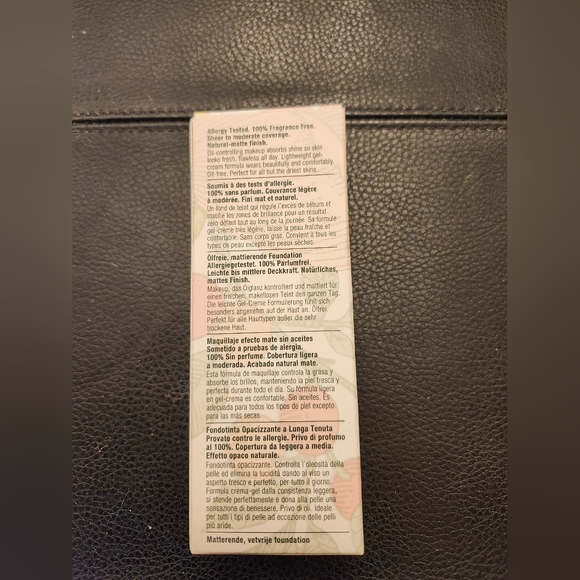 Allergy Tested. 100% Fragrance Free.
Sheer to moderate coverage.
Natural-matte finish.
Oil-controlling makeup absorbs shine so skin
looks fresh, flawless all day. Lightweight gel-
cream formula wears beautifully and comfortably.
Oil-free. Perfect for all but the driest skins.
Soumis à des tests d'allergie.
100% sans parfum. Couvrance légère
à modérée. Fini mat et naturel.
Un fond de teint qui régule l'excès de sébum et
matifie les zones de brillance pour un résultat
zéro défaut tout au long de la journée. Sa formule
gel-crème très légère, laisse la peau fraîche et
confortable. Sans corps gras. Convient à tous les
types de peau excepté les peaux sèches.
Ölfreie, mattierende Foundation
Allergiegetestet. 100% Parfumfrei.
Leichte bis mittlere Deckkraft. Natürliches,
mattes Finish.
Makeup, das Ölglanz kontrolliert und mattiert für
einen frischen, makellosen Teint den ganzen Tag.
Die leichte Gel-Creme Formulierung fühlt sich
besonders angenehm auf der Haut an. Ölfrei.
Perfekt für alle Hauttypen außer die sehr
trockene Haut.
Maquillaje efecto mate sin aceites
Sometido a pruebas de alergia.
100% Sin perfume. Cobertura ligera
a moderada. Acabado natural mate.
Esta fórmula de maquillaje controla la grasa y
absorbe los brillos, manteniendo la piel fresca y
perfecta durante todo el día. Su fórmula ligera
en gel-crema es confortable. Sin aceites. Es
adecuada para todos los tipos de piel excepto
para las más secas.
Fondotinta Opacizzante a Lunga Tenuta
Provato contro le allergie. Privo di profumo
al 100%. Copertura da leggera a media.
Effetto opaco naturale.
Fondotinta opacizzante. Controlla l'oleosità della
pelle ed elimina la lucidità dando al viso un
aspetto fresco e perfetto, per tutto il giorno.
Formula crema-gel dalla consistenza leggera,
si stende perfettamente e dona alla pelle una
sensazione di benessere. Privo di oli. Ideale
per tutti i tipi di pelle ad eccezione delle pelli
più aride.
Matterende, vetvrije foundation